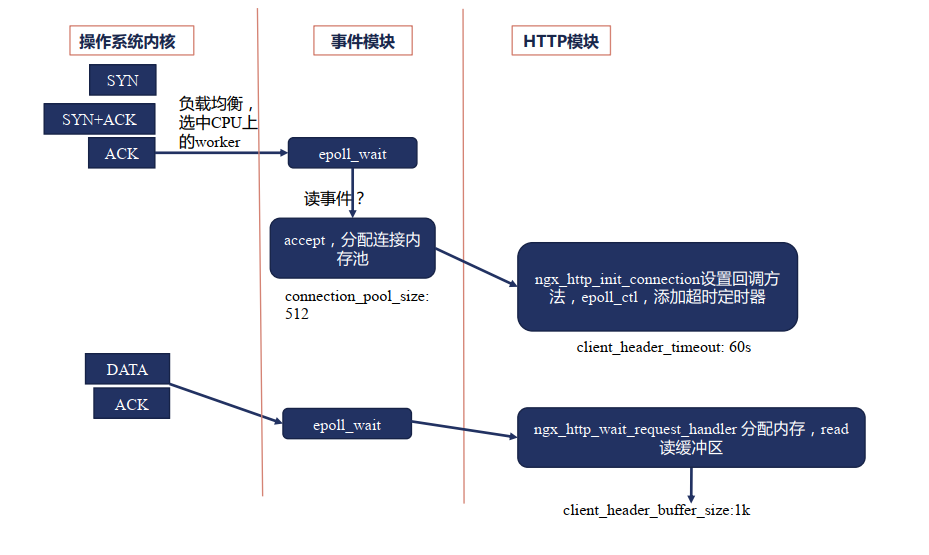 操作系统内核
事件模块
HTTP模块
SYN
SYN+ACK
ACK
负载均衡，
选中CPU上
的worker
epoll_wait
读事件？
accept，分配连接内
存池
connection_pool_size:
512
ngx_http_init_connection设置回调方
法，epoll_ctl，添加超时定时器
client_header_timeout: 60s
DATA
ACK
epoll_wait
ngx_http_wait_request_handler 分配内存，read
读缓冲区
client_header_buffer_size:1k